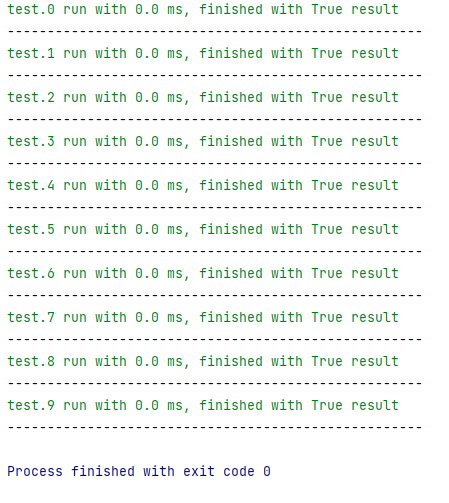 test.0 run with 0.0 ms, finished with True result
----------------------------------------------------
test.1 run with 0.0 ms, finished with True result
----------------------------------------------------
test.2 run with 0.0 ms, finished with True result
----------------------------------------------------
test.3 run with 0.0 ms, finished with True result
----------------------------------------------------
test.4 run with 0.0 ms, finished with True result
----------------------------------------------------
test.5 run with 0.0 ms, finished with True result
----------------------------------------------------
test.6 run with 0.0 ms, finished with True result
----------------------------------------------------
test.7 run with 0.0 ms, finished with True result
----------------------------------------------------
test.8 run with 0.0 ms, finished with True result
----------------------------------------------------
test.9 run with 0.0 ms, finished with True result
----------------------------------------------------
Process finished with exit code 0